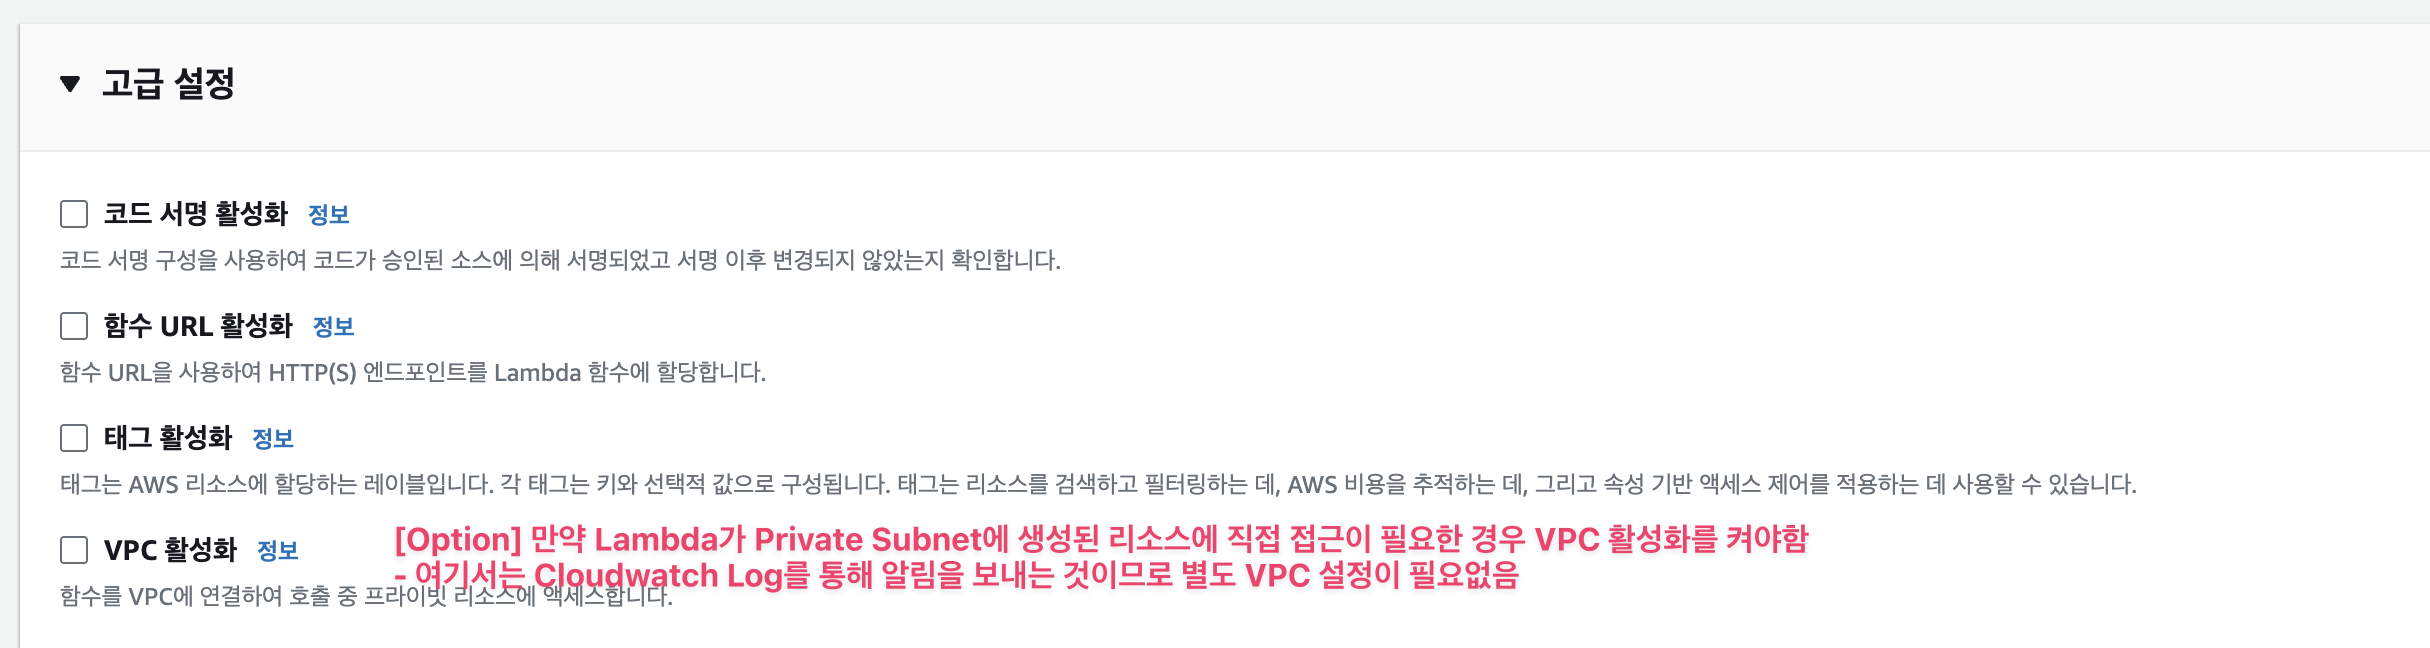 ▼ 고급 설정
코드 서명 활성화 정보
코드 서명 구성을 사용하여 코드가 승인된 소스에 의해 서명되었고 서명 이후 변경되지 않았는지 확인합니다.
함수 URL 활성화 정보
함수 URL을 사용하여 HTTP(S) 엔드포인트를 Lambda 함수에 할당합니다.
태그 활성화 정보
태그는 AWS 리소스에 할당하는 레이블입니다. 각 태그는 키와 선택적 값으로 구성됩니다. 태그는 리소스를 검색하고 필터링하는 데, AWS 비용을 추적하는 데, 그리고 속성 기반 액세스 제어를 적용하는 데 사용할 수 있습니다.
[Option] 만약 Lambda가 Private Subnet에 생성된 리소스에 직접 접근이 필요한 경우 VPC 활성화를 켜야함
VPC 활성화 정보
- 여기서는 Cloudwatch Log를 통해 알림을 보내는 것이므로 별도 VPC 설정이 필요없음
함수를 VPC에 연결하여 호출 중 프라이빗 리소스에 액세스합니다.